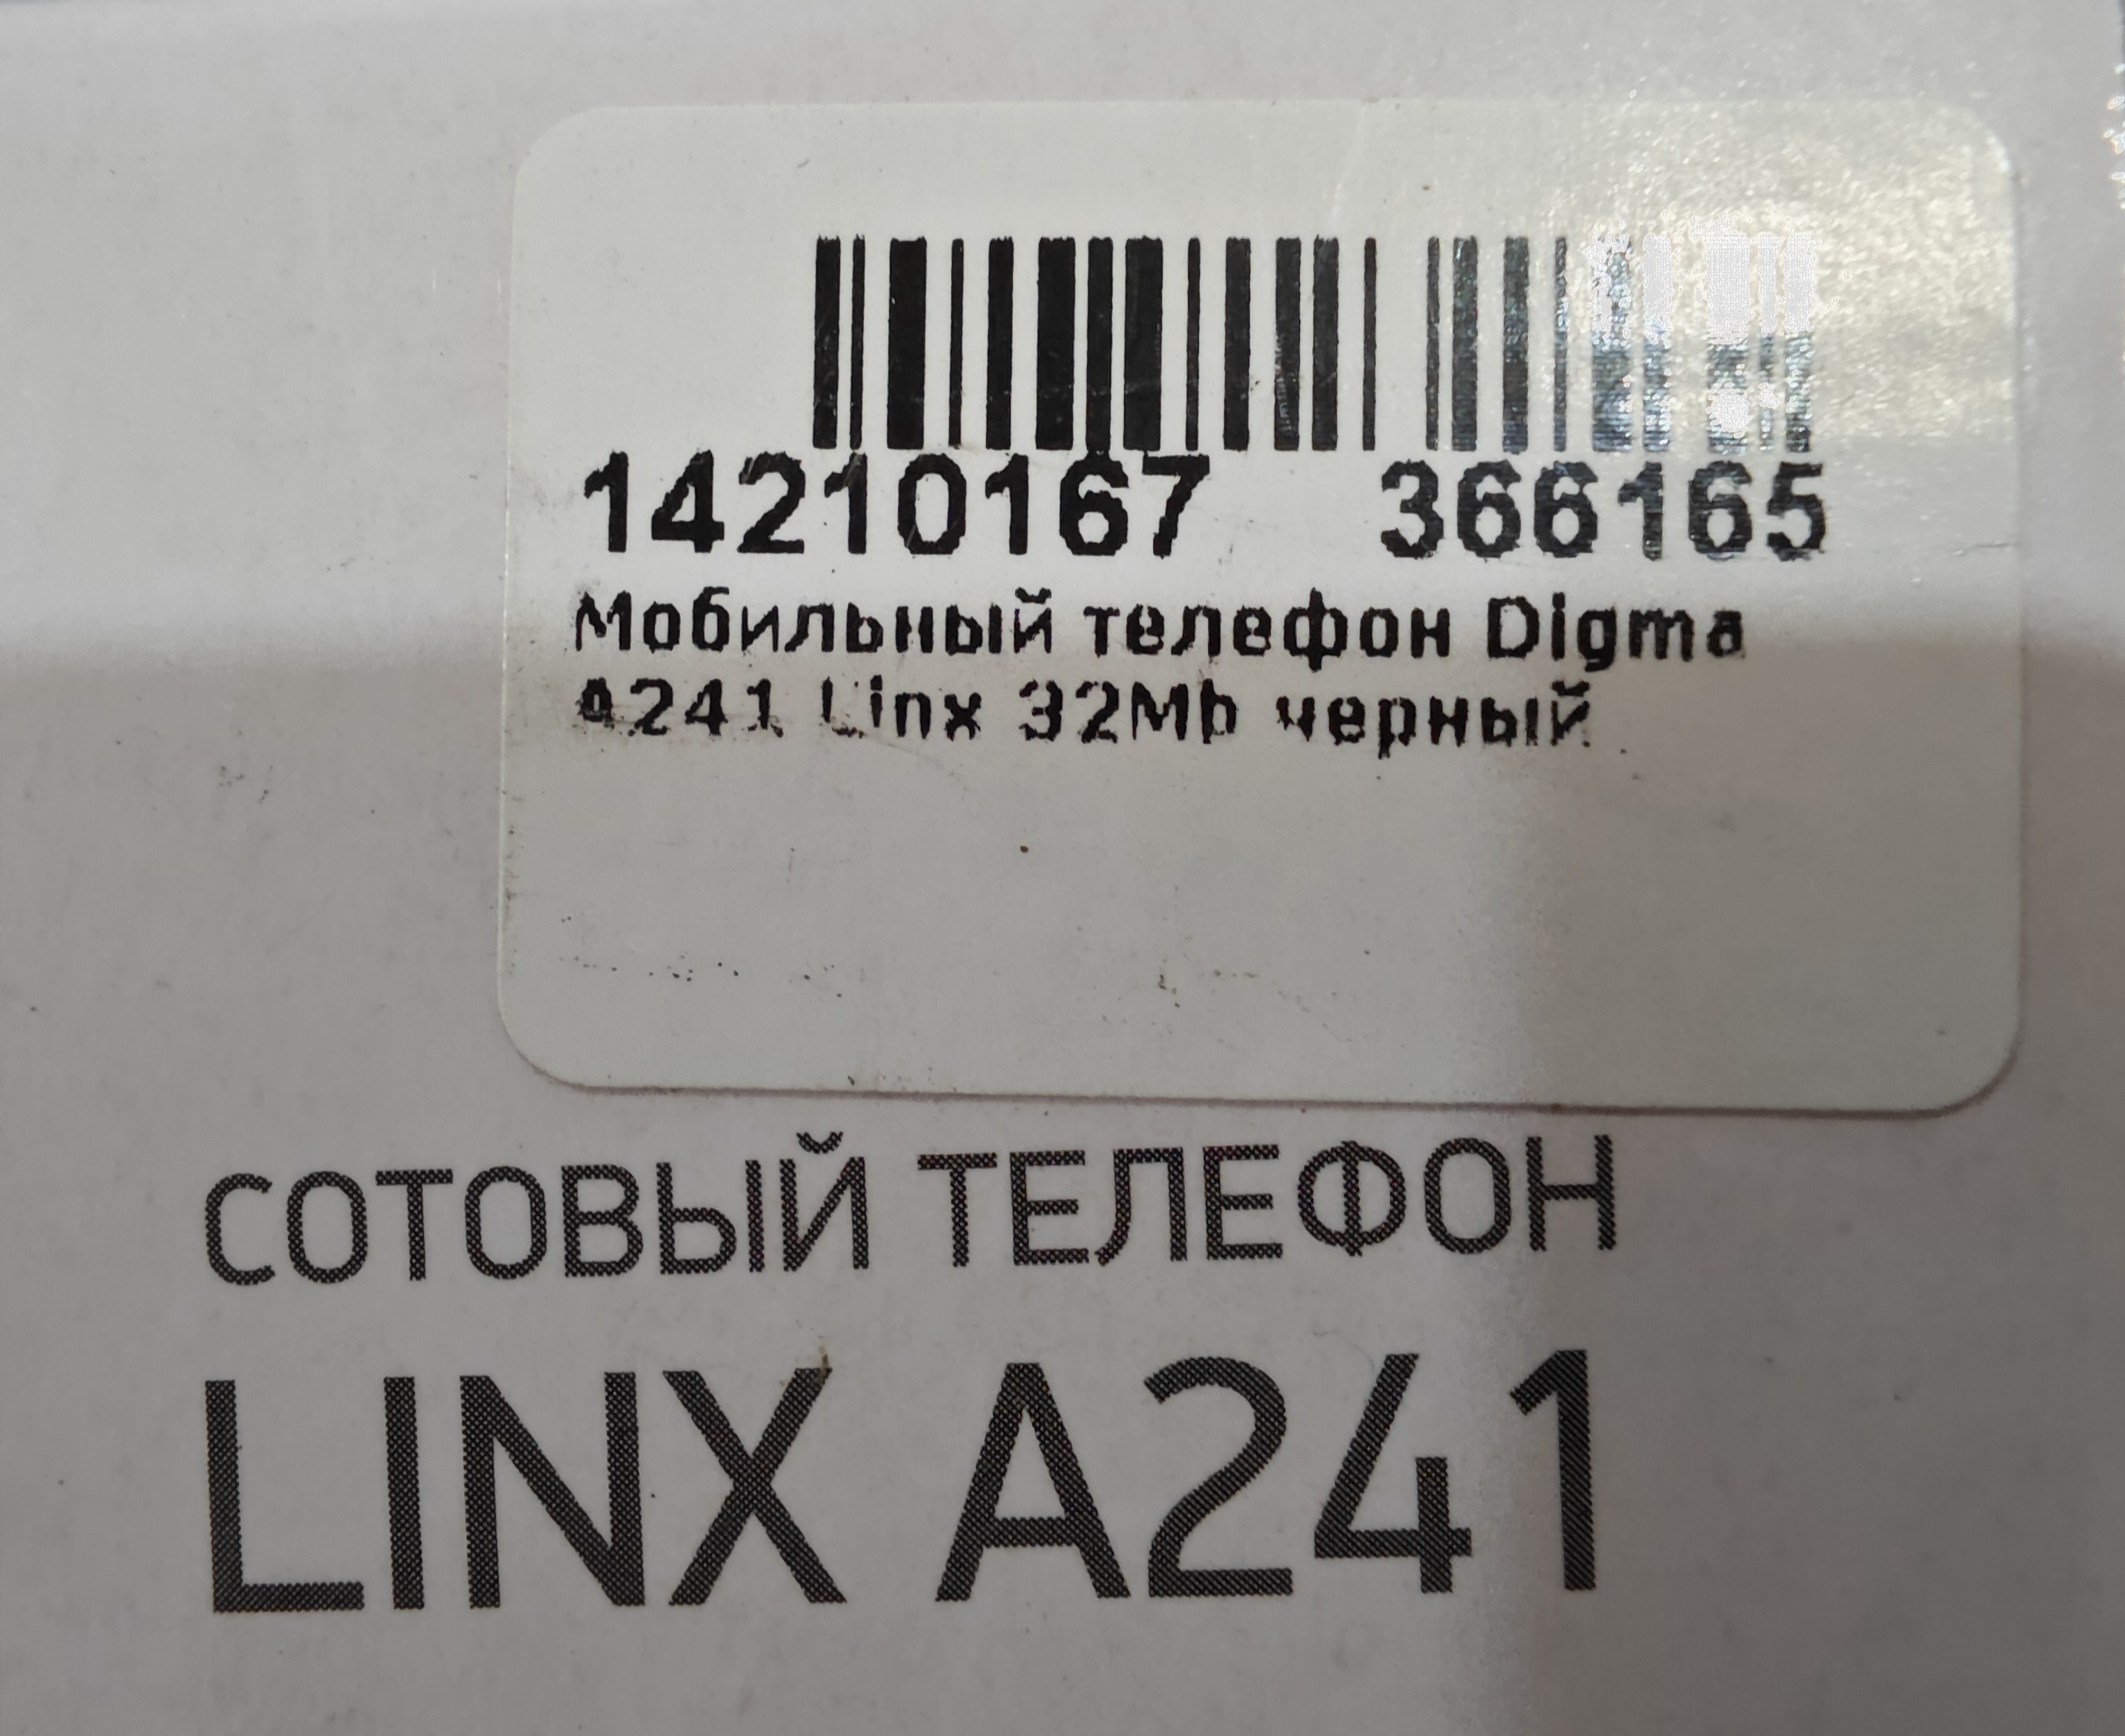 14210167 366165
Мобильный телефон Digma
A241 Linx 32Mb черный
СОТОВЫЙ ТЕЛЕФОН
LINX A241